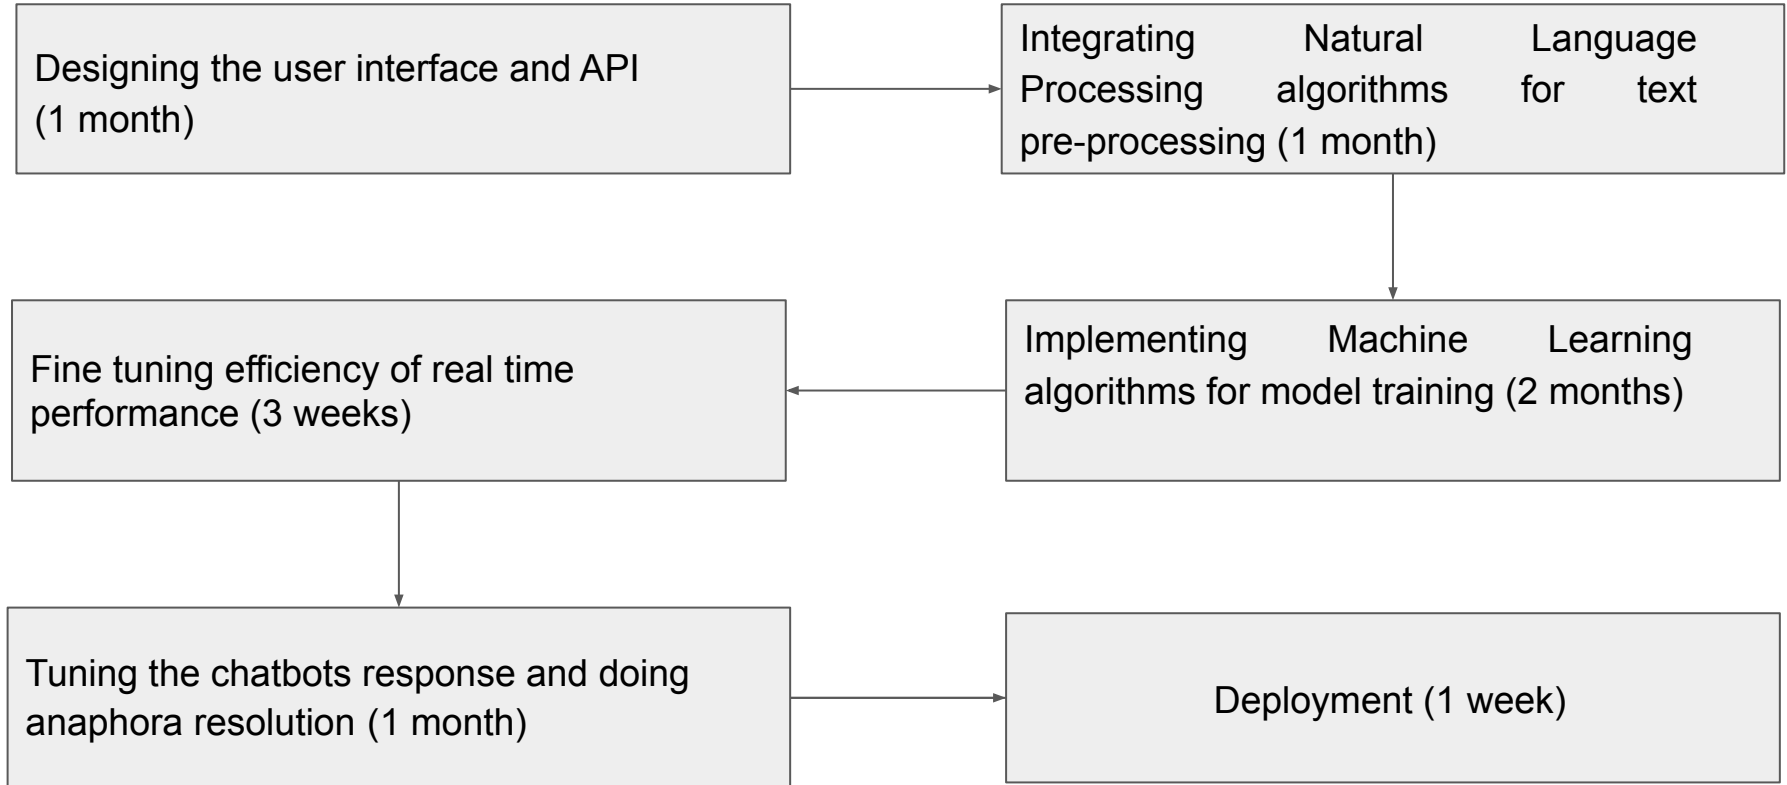 Designing the user interface and API
(1 month)
Integrating Natural Language
Processing algorithms for text
pre-processing (1 month)
Implementing Machine Learning
algorithms for model training (2 months)
Fine tuning efficiency of real time
performance (3 weeks)
Tuning the chatbots response and doing
anaphora resolution (1 month)
Deployment (1 week)